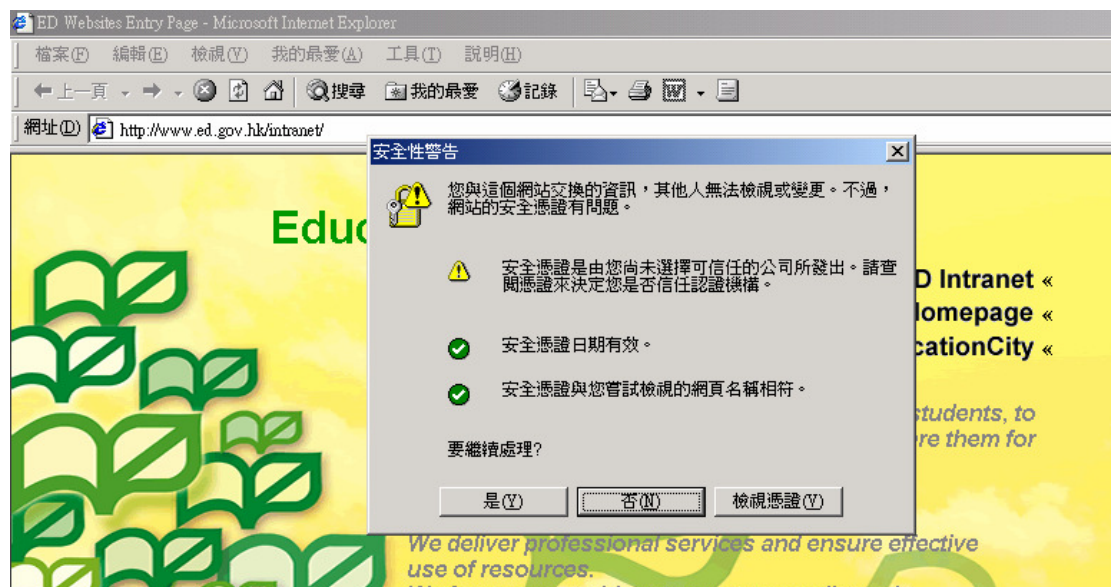 ED Websites Entry Page - Microsoft Internet Explorer
檔案(F) 編輯(E) 檢視(V) 我的最愛(A) 工具(T) 說明(H)
上一頁 搜尋 我的最愛 記錄
網址(D) http://www.ed.gov.hk/intranet/
安全性警告
您與這個網站交換的資訊，其他人無法檢視或變更。不過，
網站的安全憑證有問題。
Educ
安全憑證是由您尚未選擇可信任的公司所發出。請查
閱憑證來決定您是否信任認證機構。
D Intranet «
omepage «
安全憑證日期有效。
cationCity «
安全憑證與您嘗試檢視的網頁名稱相符。
students, to
re them for
要繼續處理?
是(Y) 否(N) 檢視憑證(V)
We deliver professional services and ensure effective
use of resources.